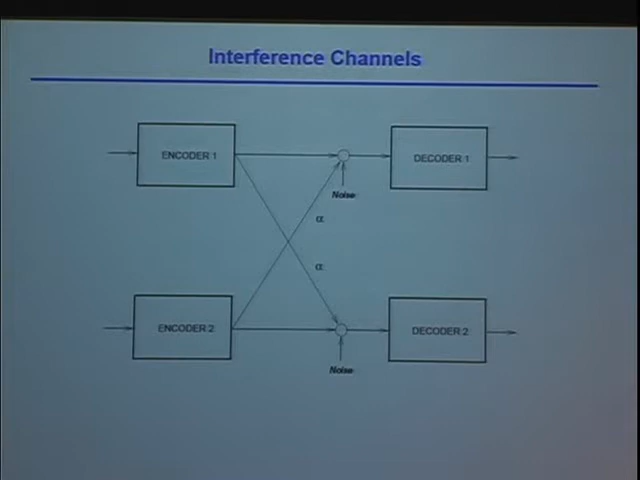 Interference Channels
ENCODER 1
DECODER 1
Noise
α
α
ENCODER 2
DECODER 2
Noise